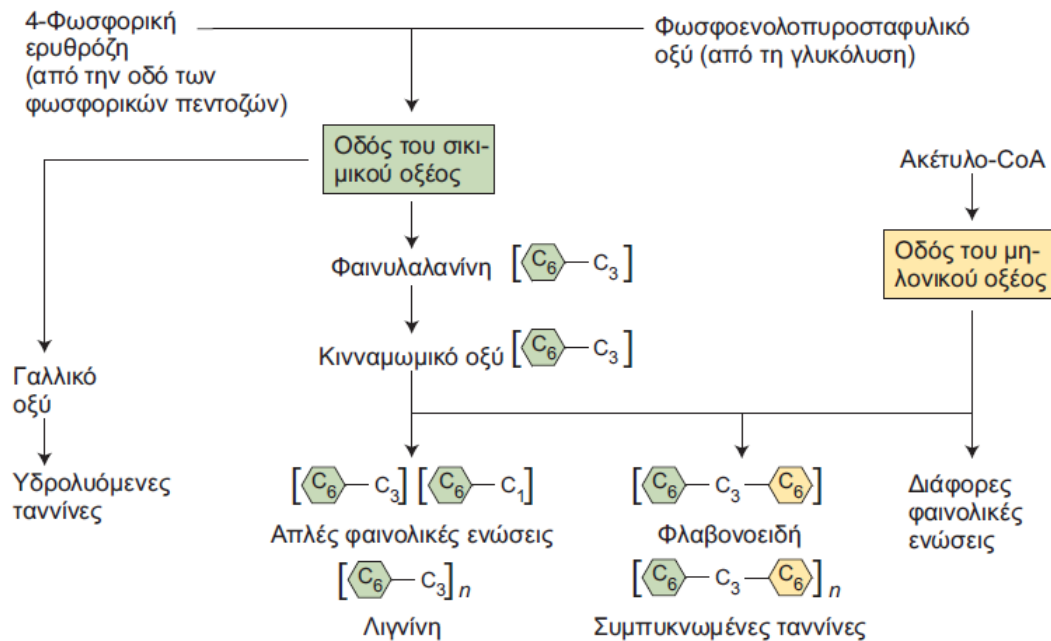 4-Φωσφορική
ερυθρόζη
(από την οδό των
φωσφορικών πεντοζών)
Φωσφοενολοπυροσταφυλικό
οξύ (από τη γλυκόλυση)
Οδός του σικι-
μικού οξέος
Ακέτυλο-CoA
Οδός του μη-
λονικού οξέος
Φαινυλαλανίνη [C6 — C3]
Κινναμωμικό οξύ [C6 — C3]
Γαλλικό
οξύ
Υδρολυόμενες
ταννίνες
[C6 — C3] [C6 — C1]
Απλές φαινολικές ενώσεις
[C6 — C3]n
Λιγνίνη
[C6 — C3 — C6]
Φλαβονοειδή
[C6 — C3 — C6]n
Συμπυκνωμένες ταννίνες
Διάφορες
φαινολικές
ενώσεις